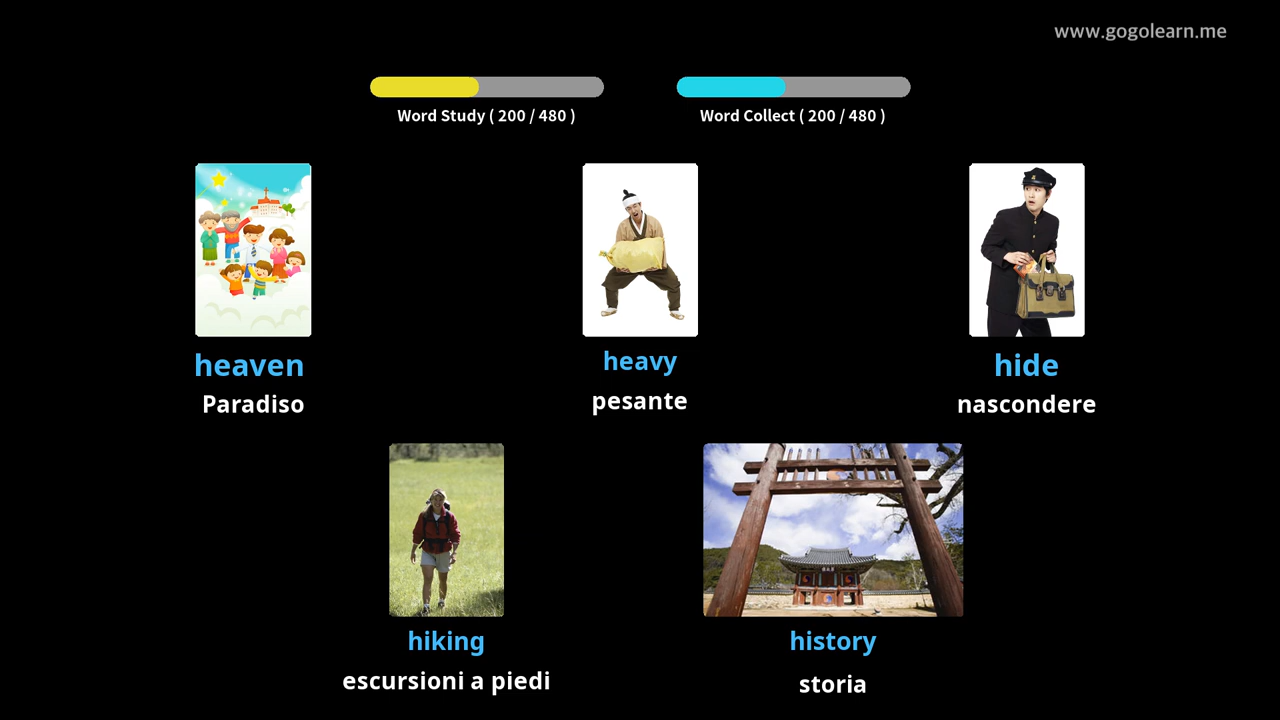 www.gogolearn.me
Word Study ( 200 / 480 )
Word Collect ( 200 / 480 )
heaven
Paradiso
heavy
pesante
hide
nascondere
hiking
escursioni a piedi
history
storia